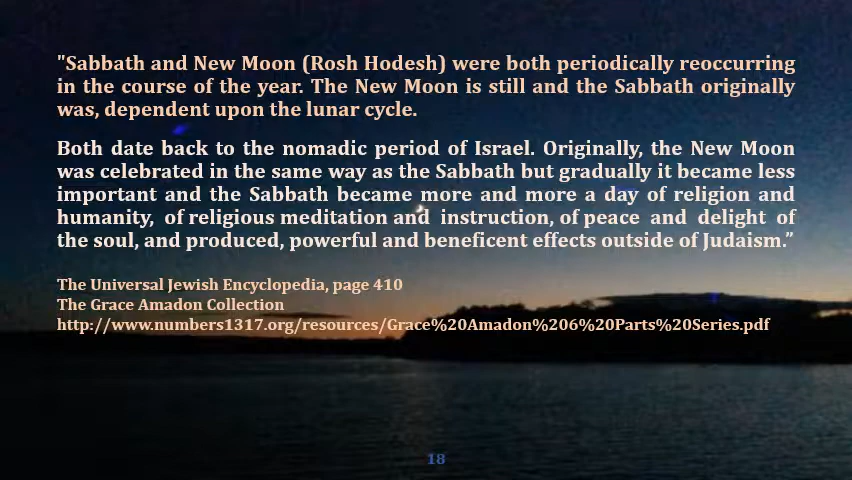 "Sabbath and New Moon (Rosh Hodesh) were both periodically reoccurring
in the course of the year. The New Moon is still and the Sabbath originally
was, dependent upon the lunar cycle.
Both date back to the nomadic period of Israel. Originally, the New Moon
was celebrated in the same way as the Sabbath but gradually it became less
important and the Sabbath became more and more a day of religion and
humanity, of religious meditation and instruction, of peace and delight of
the soul, and produced, powerful and beneficent effects outside of Judaism.”
The Universal Jewish Encyclopedia, page 410
The Grace Amadon Collection
http://www.numbers1317.org/resources/Grace%20Amadon%206%20Parts%20Series.pdf
18